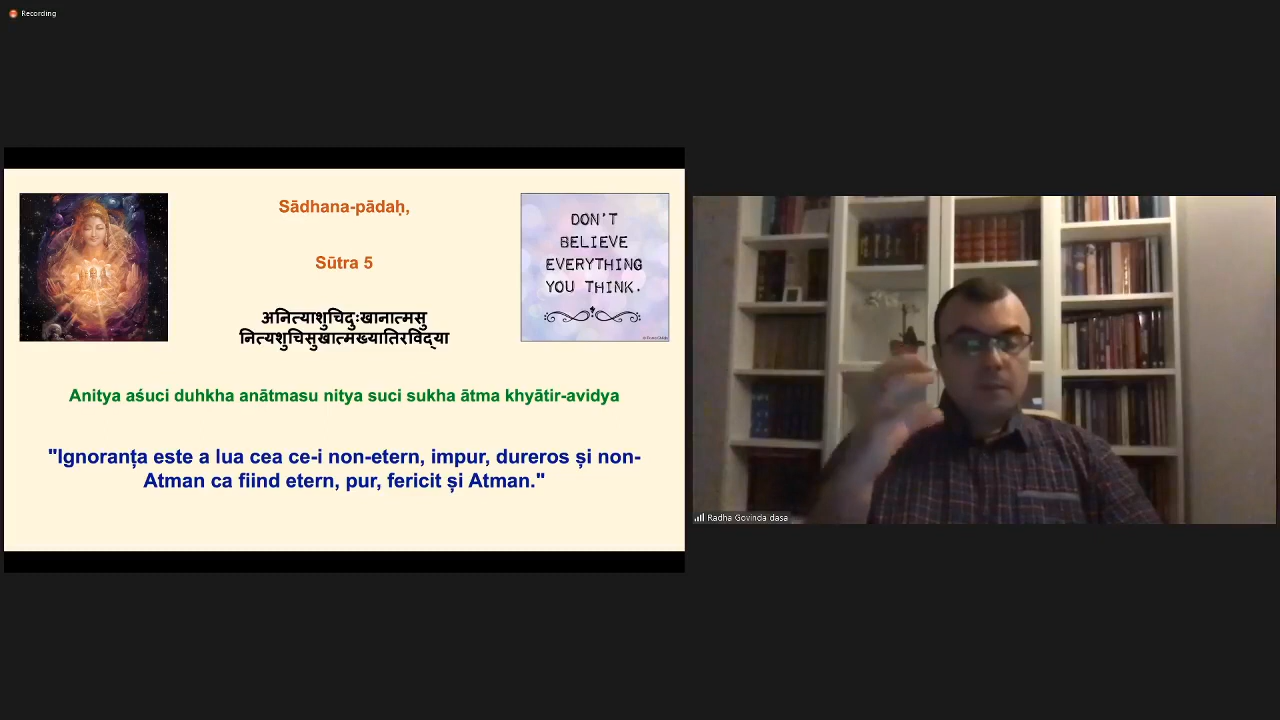 Recording
Sādhana-pādaḥ,
Sūtra 5
अनित्याशुचिदुःखानात्मसु
नित्यशुचिसुखात्मख्यातिरविद्या
Anitya aśuci duhkha anātmasu nitya suci sukha ātma khyātir-avidya
"Ignoranța este a lua cea ce-i non-etern, impur, dureros și non-
Atman ca fiind etern, pur, fericit și Atman."
DON'T
BELIEVE
EVERYTHING
YOU THINK.
Radha Govinda dasa